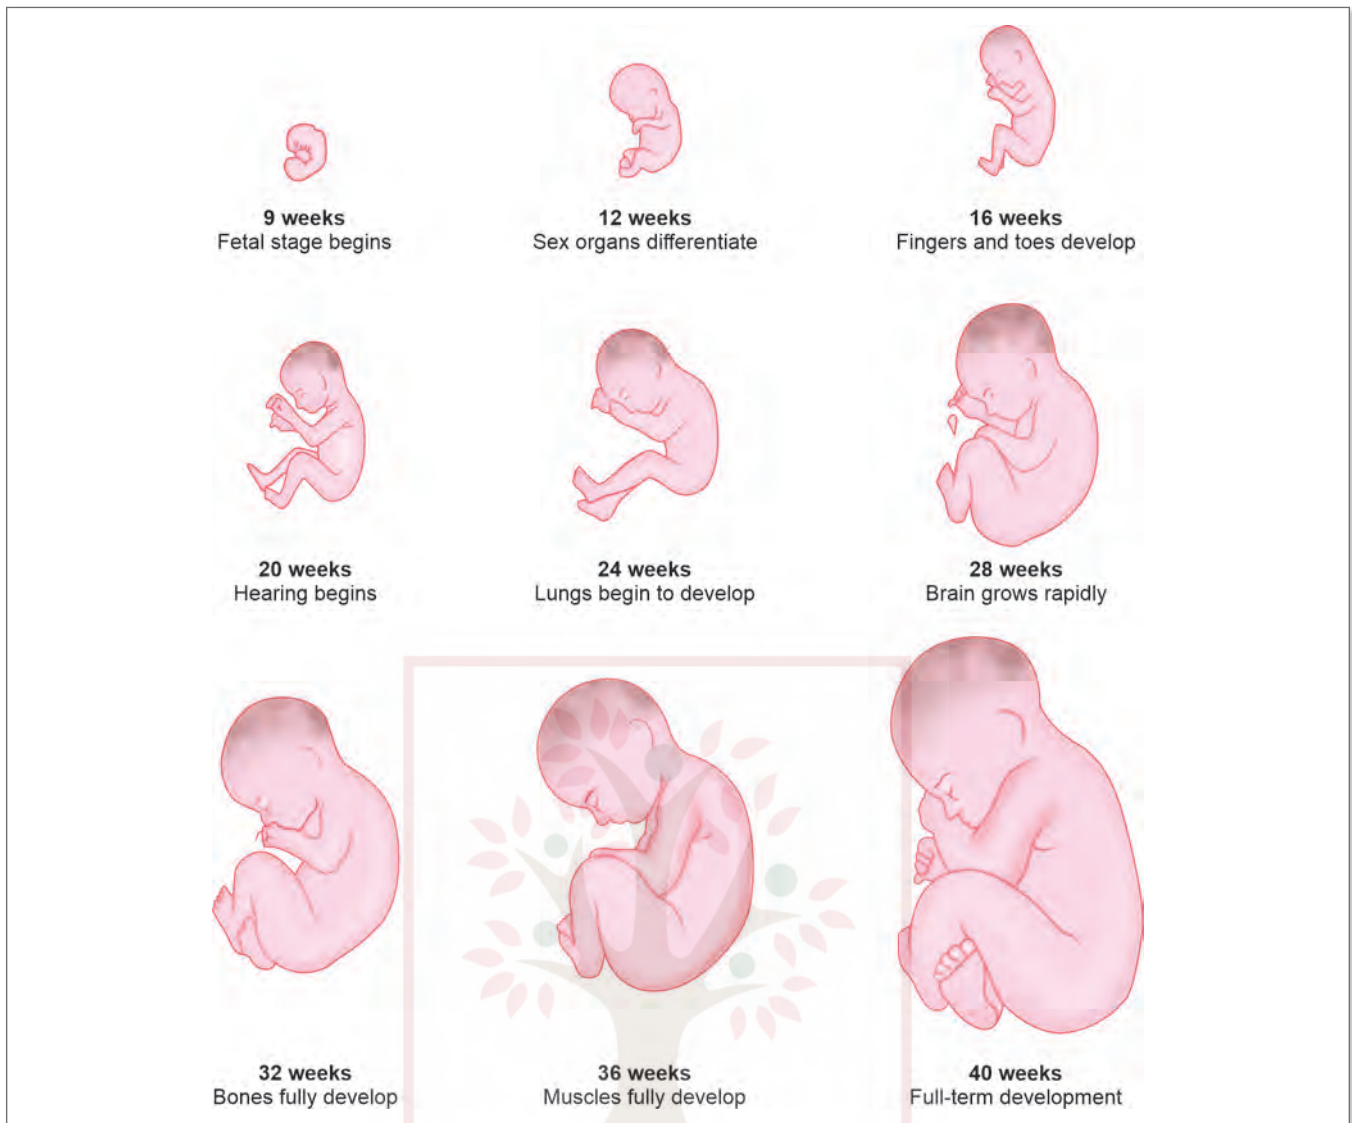 9 weeks
Fetal stage begins
12 weeks
Sex organs differentiate
16 weeks
Fingers and toes develop
20 weeks
Hearing begins
24 weeks
Lungs begin to develop
28 weeks
Brain grows rapidly
32 weeks
Bones fully develop
36 weeks
Muscles fully develop
40 weeks
Full-term development